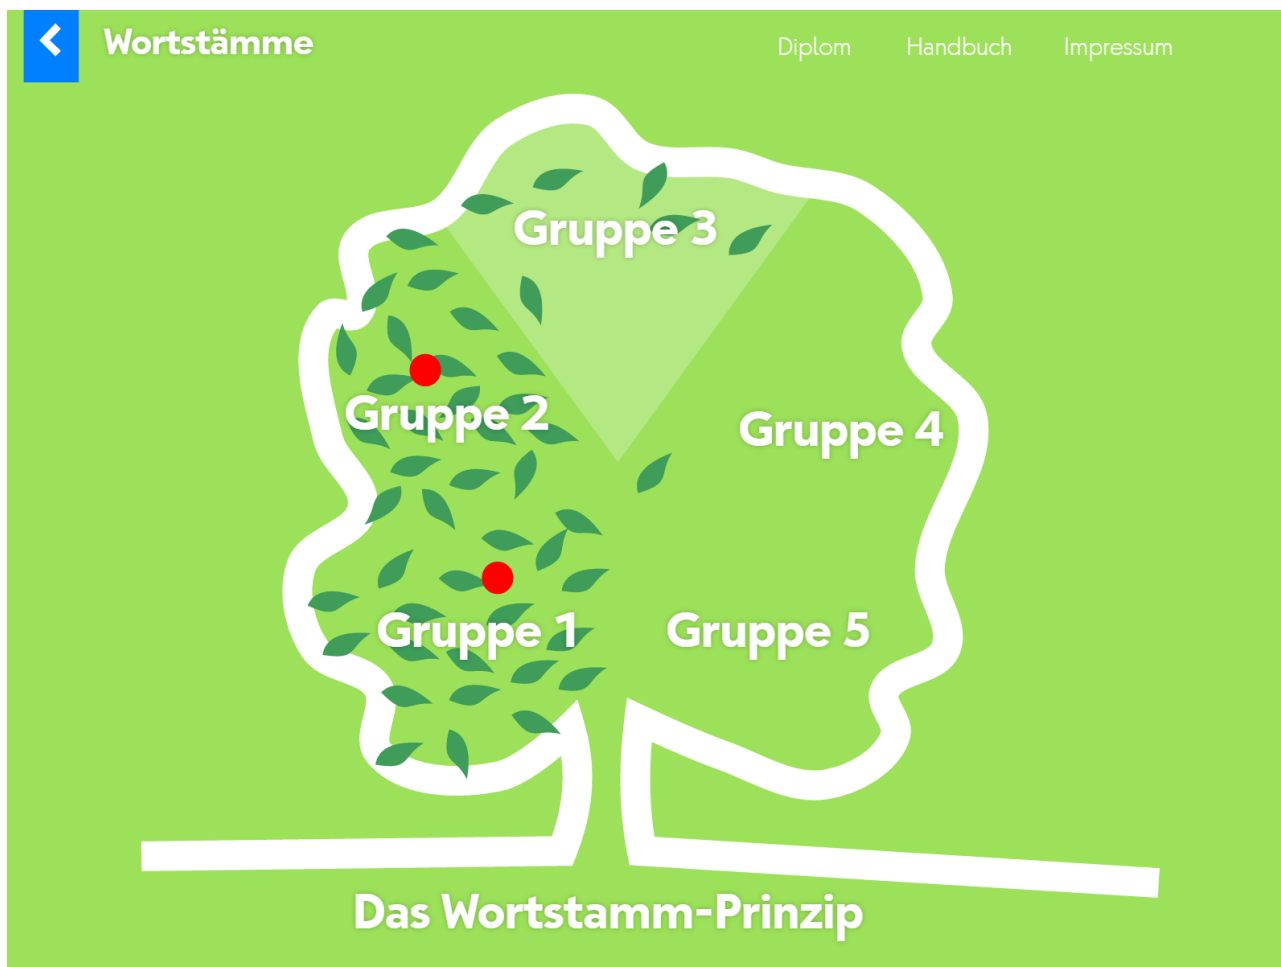 Wortstämme
Diplom
Handbuch
Impressum
Gruppe 3
Gruppe 2
Gruppe 4
Gruppe 1
Gruppe 5
Das Wortstamm-Prinzip